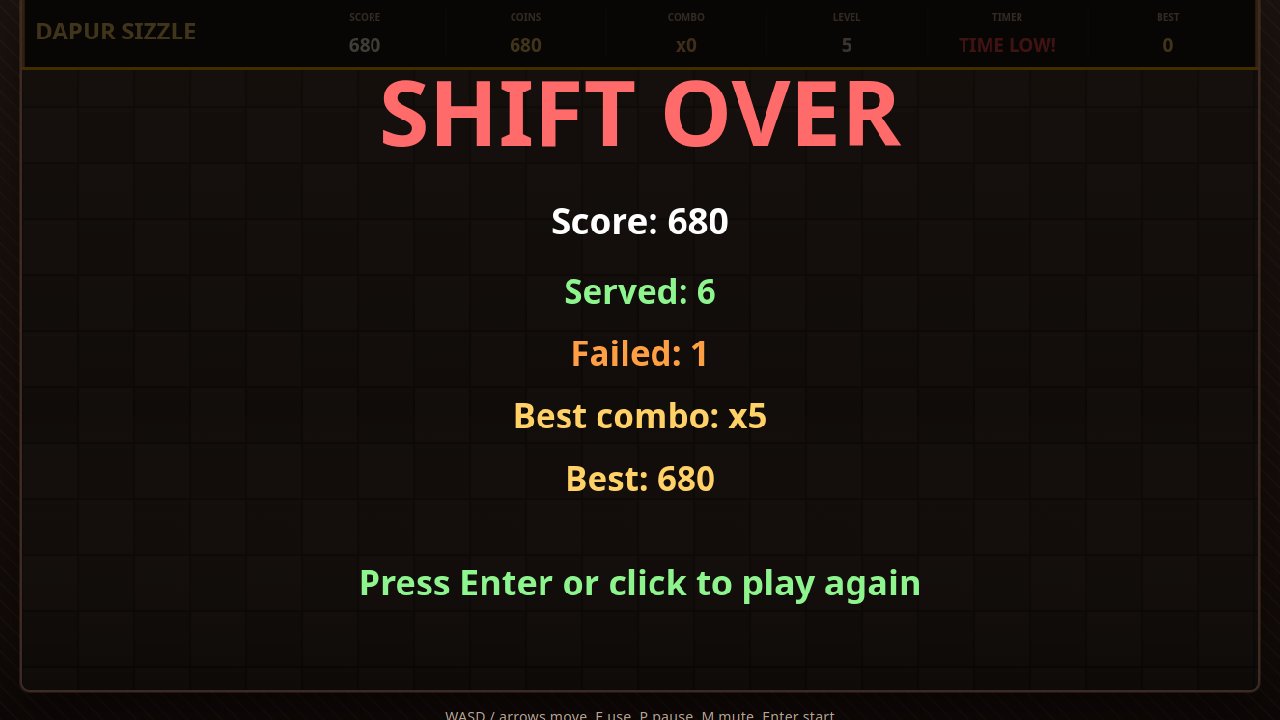 DAPUR SIZZLE
SCORE COINS COMBO LEVEL TIMER BEST
680 680 x0 5 TIME LOW! 0
SHIFT OVER
Score: 680
Served: 6
Failed: 1
Best combo: x5
Best: 680
Press Enter or click to play again
WASD / arrows move, E use, P pause, M mute, Enter start